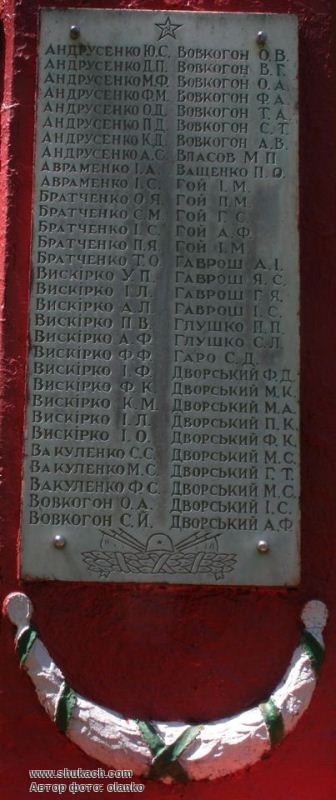 АНДРУСЕНКО Ю.С.
АНДРУСЕНКО Д.П.
АНДРУСЕНКО М.Ф.
АНДРУСЕНКО Ф.М.
АНДРУСЕНКО О.Д.
АНДРУСЕНКО П.Д.
АНДРУСЕНКО К.Д.
АНДРУСЕНКО А.С.
АВРАМЕНКО І.А.
АВРАМЕНКО І.С.
БРАТЧЕНКО О.Я.
БРАТЧЕНКО С.М.
БРАТЧЕНКО І.С.
БРАТЧЕНКО П.Я.
БРАТЧЕНКО Т.О.
ВИСКІРКО У.П.
ВИСКІРКО І.Л.
ВИСКІРКО А.Л.
ВИСКІРКО П.В.
ВИСКІРКО А.Ф.
ВИСКІРКО Ф.Ф.
ВИСКІРКО І.Ф.
ВИСКІРКО Ф.К.
ВИСКІРКО К.М.
ВИСКІРКО І.Л.
ВИСКІРКО І.О.
ВАКУЛЕНКО С.С.
ВАКУЛЕНКО М.С.
ВАКУЛЕНКО Ф.С.
ВОВКОГОН О.А.
ВОВКОГОН С.Й.
ВОВКОГОН О.В.
ВОВКОГОН В.Г.
ВОВКОГОН О.А.
ВОВКОГОН Ф.А.
ВОВКОГОН Т.А.
ВОВКОГОН С.Т.
ВОВКОГОН А.В.
ВЛАСОВ М.П.
ВАЩЕНКО П.О.
ГОЙ І.М.
ГОЙ П.М.
ГОЙ Г.С.
ГОЙ А.Ф.
ГОЙ І.М.
ГАВРОШ А.І.
ГАВРОШ Я.С.
ГАВРОШ Г.Я.
ГАВРОШ І.С.
ГЛУШКО П.П.
ГЛУШКО С.Л.
ГАРО С.Д.
ДВОРСЬКИЙ Ф.Д.
ДВОРСЬКИЙ М.К.
ДВОРСЬКИЙ М.А.
ДВОРСЬКИЙ П.К.
ДВОРСЬКИЙ Ф.К.
ДВОРСЬКИЙ М.С.
ДВОРСЬКИЙ Г.Т.
ДВОРСЬКИЙ М.С.
ДВОРСЬКИЙ І.С.
ДВОРСЬКИЙ А.Ф.
www.shukach.com
Автор фото: olanko